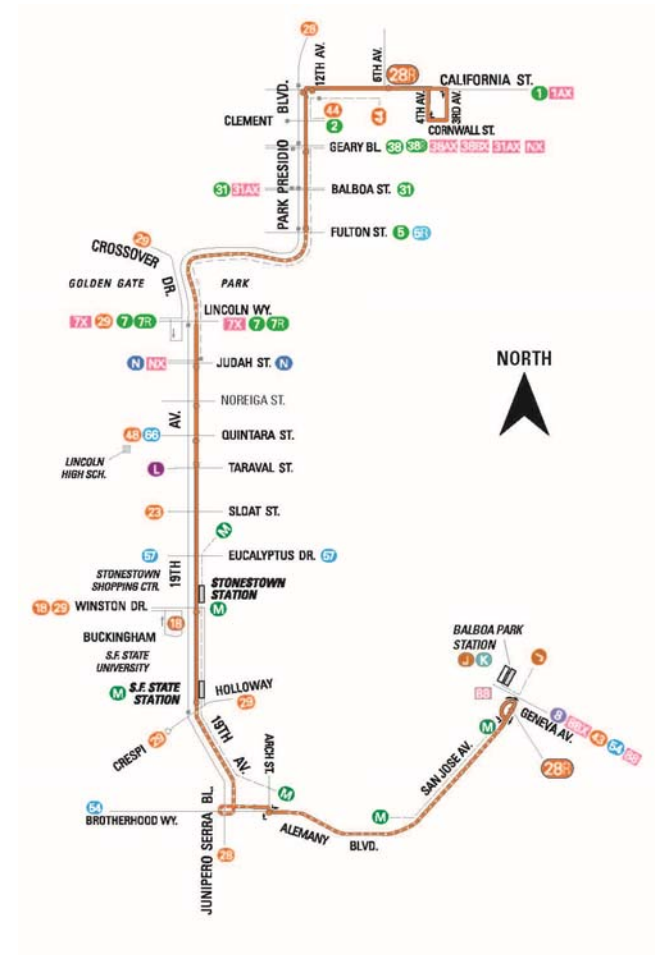 28
12TH AV.
6TH AV.
28R
CALIFORNIA ST.
1 1AX
PARK PRESIDIO BLVD.
44
4TH AV.
3RD AV.
CLEMENT
2
CORNWALL ST.
GEARY BL. 38 38R 38AX 38BX 31AX NX
31 31AX
BALBOA ST. 31
FULTON ST. 5 5R
29
CROSSOVER DR.
GOLDEN GATE PARK
LINCOLN WY.
7X 29 7 7R
7X 7 7R
N NX
JUDAH ST. N
NORTH
NOREIGA ST.
19TH AV.
48 66
QUINTARA ST.
LINCOLN
HIGH SCH.
L
TARAVAL ST.
23
SLOAT ST.
M
57
EUCALYPTUS DR. 57
STONESTOWN
SHOPPING CTR.
STONESTOWN
STATION
18 29 WINSTON DR.
M
BUCKINGHAM
18
S.F. STATE
UNIVERSITY
BALBOA PARK
STATION
J K
J
M S.F. STATE
STATION
HOLLOWAY
29
88
M
8 8BX 43 54 88
GENEVA AV.
28R
CRESPI
29
19TH AV.
ARCH ST.
SAN JOSE AV.
M
54
BROTHERHOOD WY.
M
ALEMANY BLVD.
JUNIPERO SERRA BL.
28